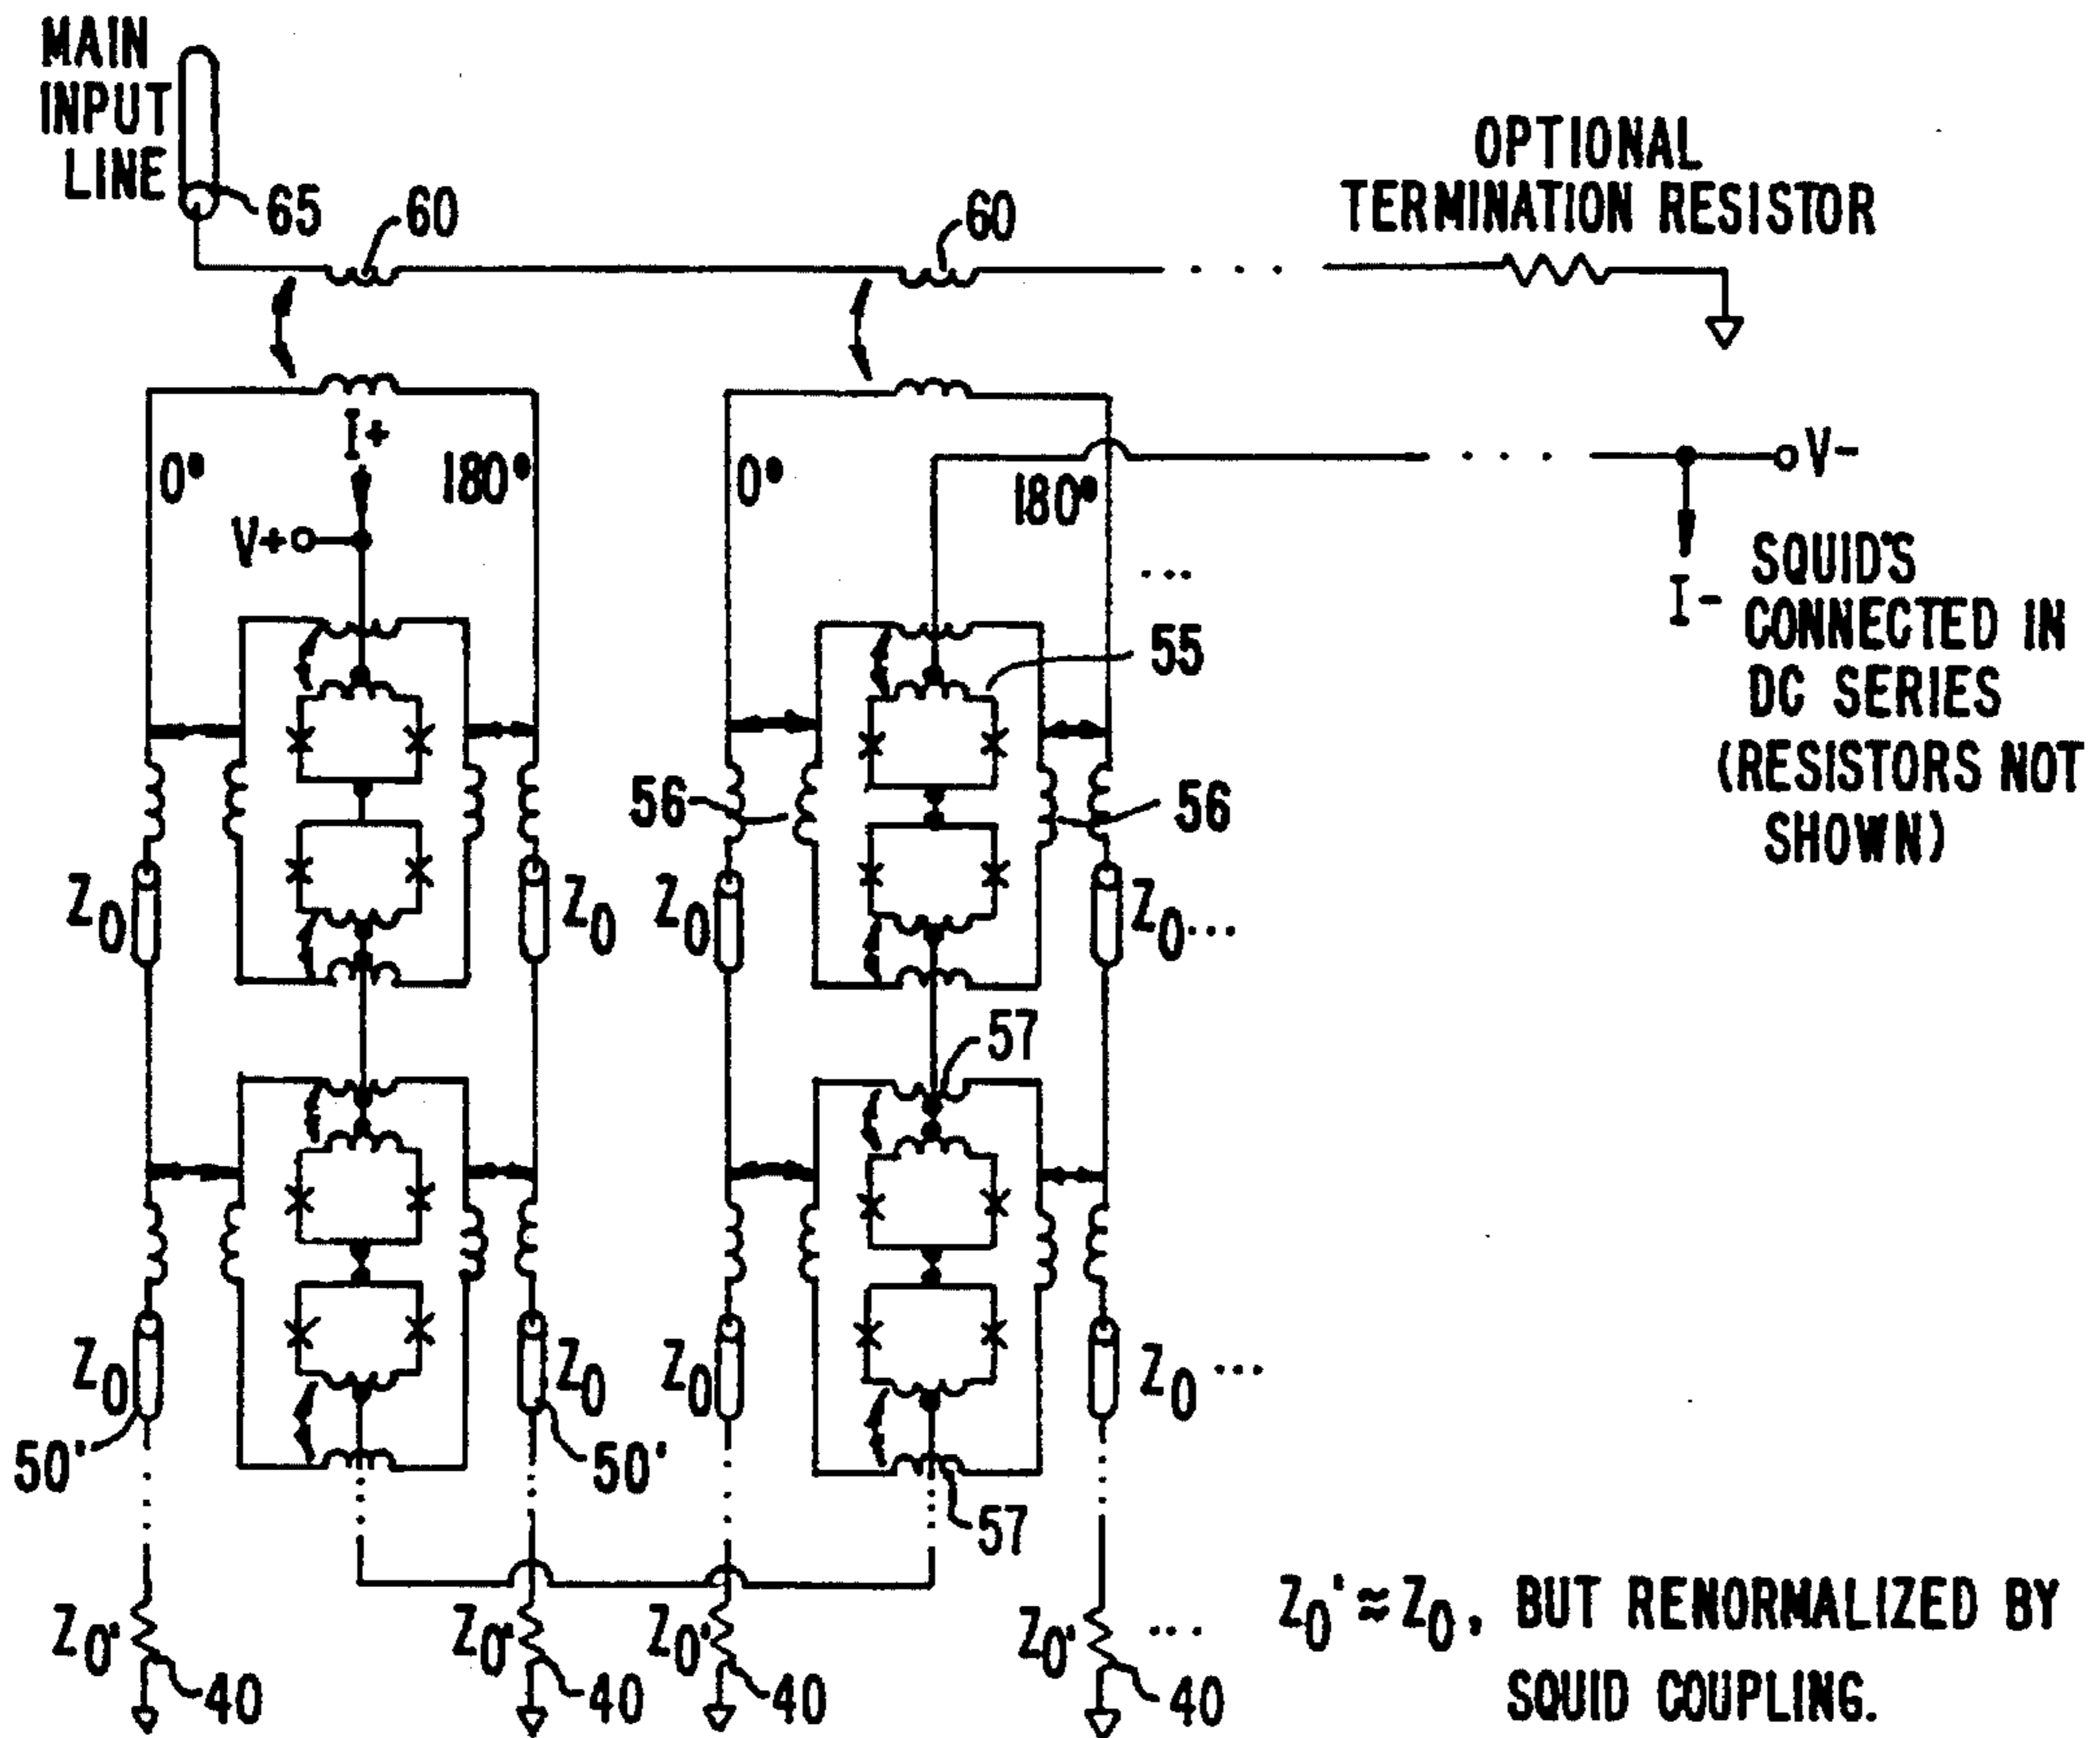 MAIN
INPUT
LINE
65
60
60
OPTIONAL
TERMINATION RESISTOR
I+
0°
180°
V+
0°
180°
V-
I-
SQUID'S
CONNECTED IN
DC SERIES
(RESISTORS NOT
SHOWN)
...
55
56
56
Z0
Z0
Z0
Z0...
57
Z0
Z0
Z0
Z0 ...
50'
50'
57
Z0'
Z0'
Z0'
Z0'
...
40
40
40
40
Z0' ≈ Z0, BUT RENORMALIZED BY
SQUID COUPLING.